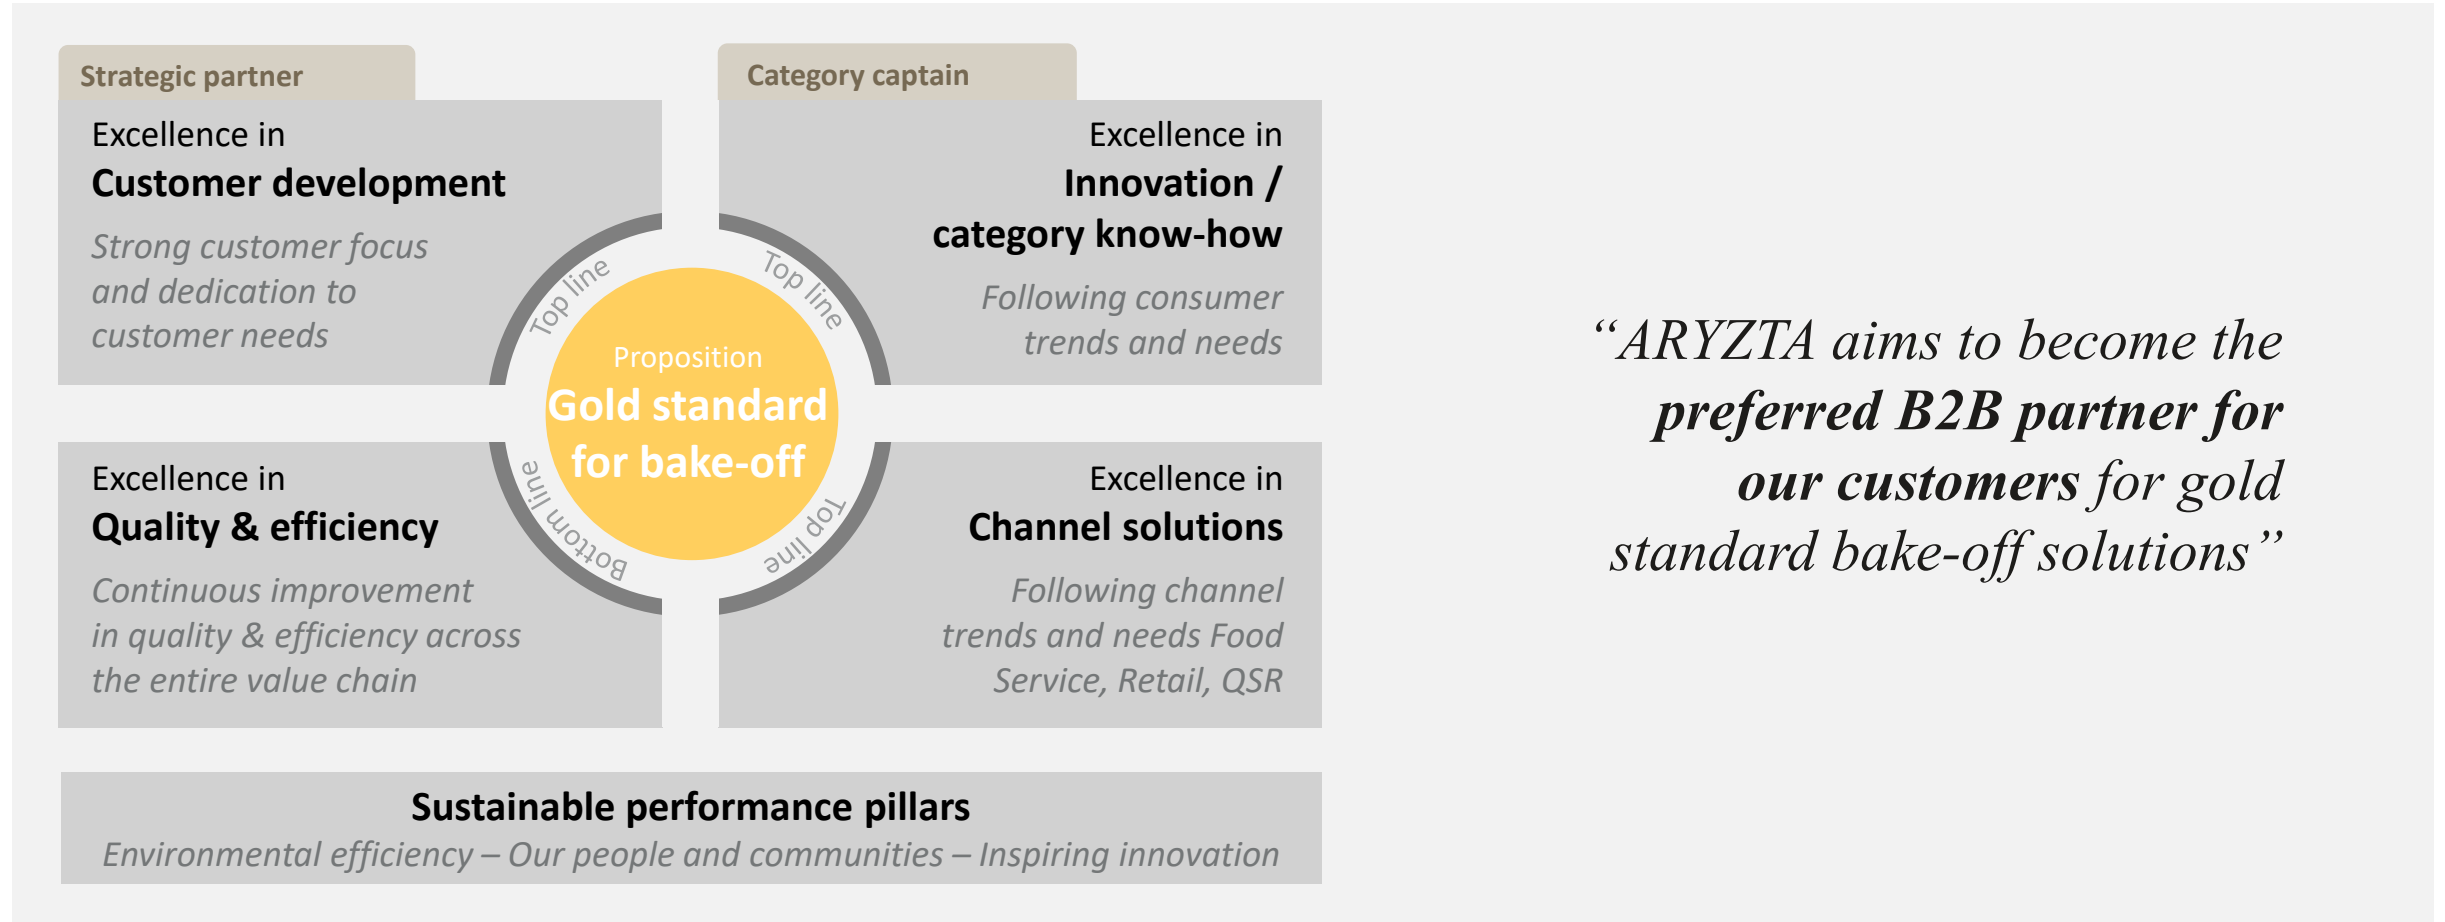 Strategic partner
Excellence in
Customer development
Strong customer focus
and dedication to
customer needs
Category captain
Excellence in
Innovation /
category know-how
Following consumer
trends and needs
Top line
Top line
Proposition
Gold standard
for bake-off
Bottom line
Top line
Excellence in
Quality & efficiency
Continuous improvement
in quality & efficiency across
the entire value chain
Excellence in
Channel solutions
Following channel
trends and needs Food
Service, Retail, QSR
Sustainable performance pillars
Environmental efficiency – Our people and communities – Inspiring innovation
“ARYZTA aims to become the
preferred B2B partner for
our customers for gold
standard bake-off solutions”